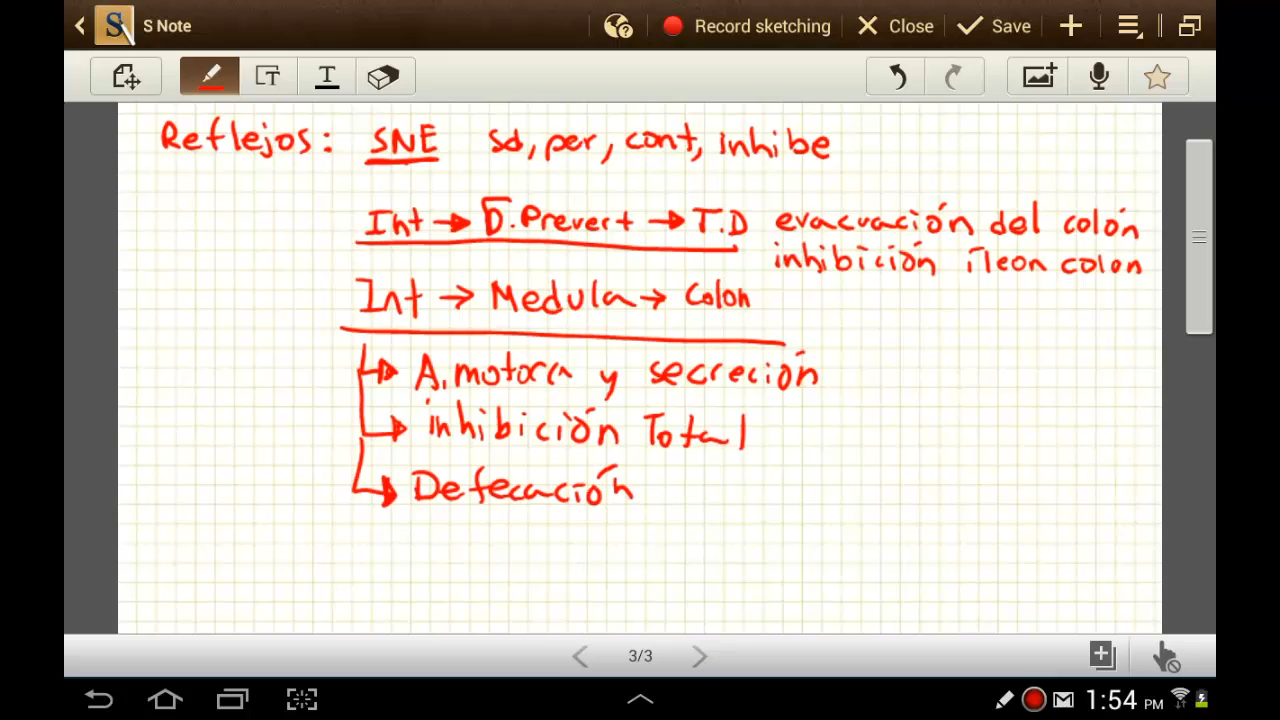 S Note
Record sketching
Close
Save
Reflejos: SNE sd, per, cont, inhibe
Int → G. Prevert → T.D evacuación del colón
inhibición íleon colon
Int → Medula → Colon
A. motora y secreción
inhibición Total
Defecación
3/3
1:54 PM